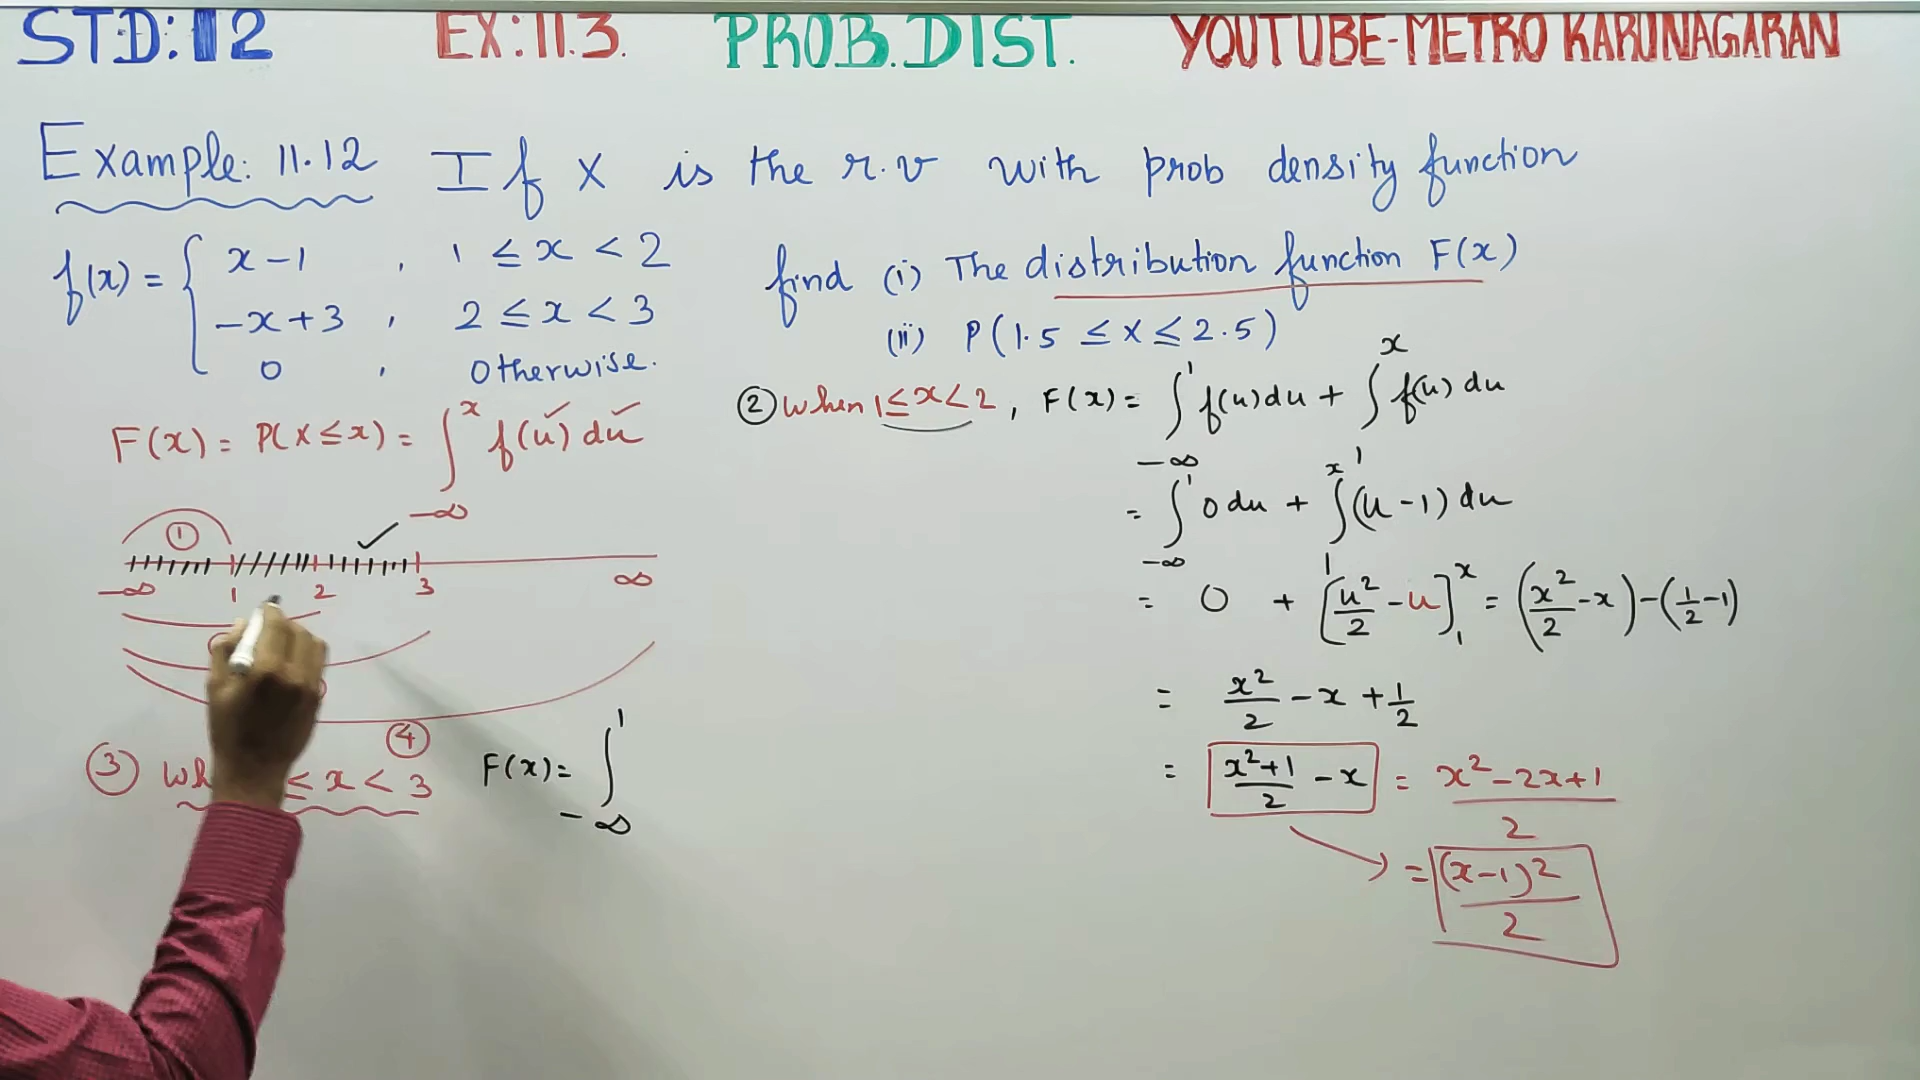 STD: 12 EX: 11.3. PROB. DIST. YOUTUBE-METRO KARUNAGARAN
Example: 11.12 If X is the r.v with prob density function
f(x) = { x-1 , 1 ≤ x < 2
-x+3 , 2 ≤ x < 3
0 , Otherwise.
find (i) The distribution function F(x)
(ii) P(1.5 ≤ X ≤ 2.5)
F(x) = P(X ≤ x) = ∫_{-∞}^{x} f(u) du
①
-∞ 1 2 3 ∞
④
② When 1 ≤ x < 2, F(x) = ∫_{-∞}^{1} f(u) du + ∫_{1}^{x} f(u) du
= ∫_{-∞}^{1} 0 du + ∫_{1}^{x} (u-1) du
= 0 + [u²/2 - u]_{1}^{x} = (x²/2 - x) - (1/2 - 1)
= x²/2 - x + 1/2
= x²+1/2 - x = x²-2x+1/2
= (x-1)²/2
③ ≤ x < 3 F(x) = ∫_{-∞}^{1}